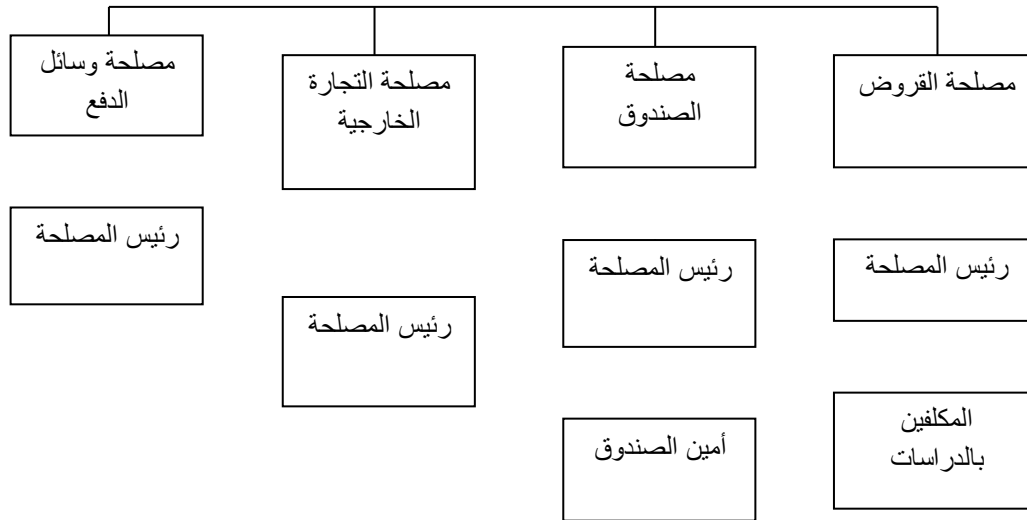 مصلحة القروض
مصلحة
الصندوق
مصلحة التجارة
الخارجية
مصلحة وسائل
الدفع
رئيس المصلحة
رئيس المصلحة
رئيس المصلحة
رئيس المصلحة
المكلفين
بالدراسات
أمين الصندوق